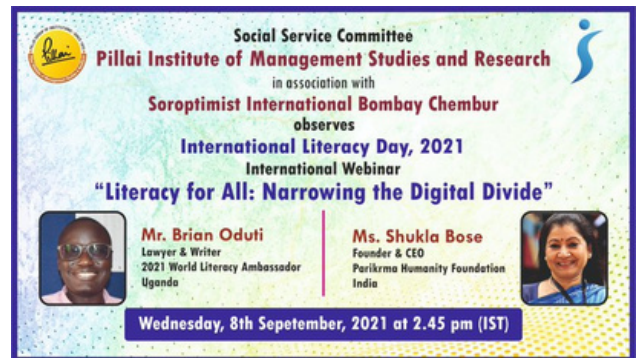 Social Service Committee
Pillai
Pillai Institute of Management Studies and Research
in association with
Soroptimist International Bombay Chembur
observes
International Literacy Day, 2021
International Webinar
“Literacy for All: Narrowing the Digital Divide”
Mr. Brian Oduti
Lawyer & Writer
2021 World Literacy Ambassador
Uganda
Ms. Shukla Bose
Founder & CEO
Parikrma Humanity Foundation
India
Wednesday, 8th Sepetember, 2021 at 2.45 pm (IST)